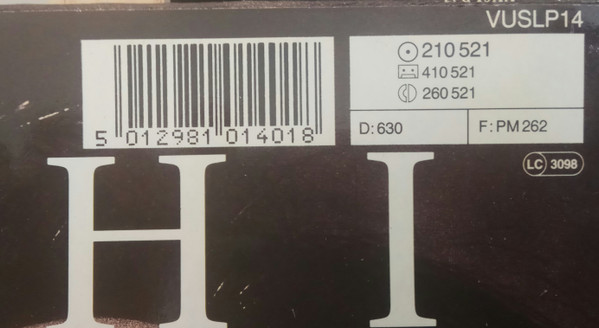 VUSLP14
210 521
410 521
260 521
D: 630
F: PM 262
5 012981 014018
LC 3098
HI